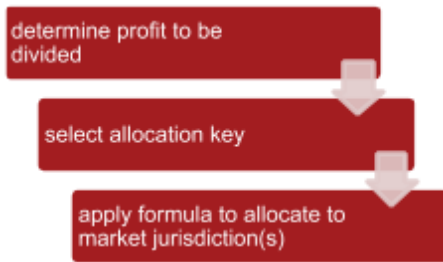 determine profit to be
divided
select allocation key
apply formula to allocate to
market jurisdiction(s)